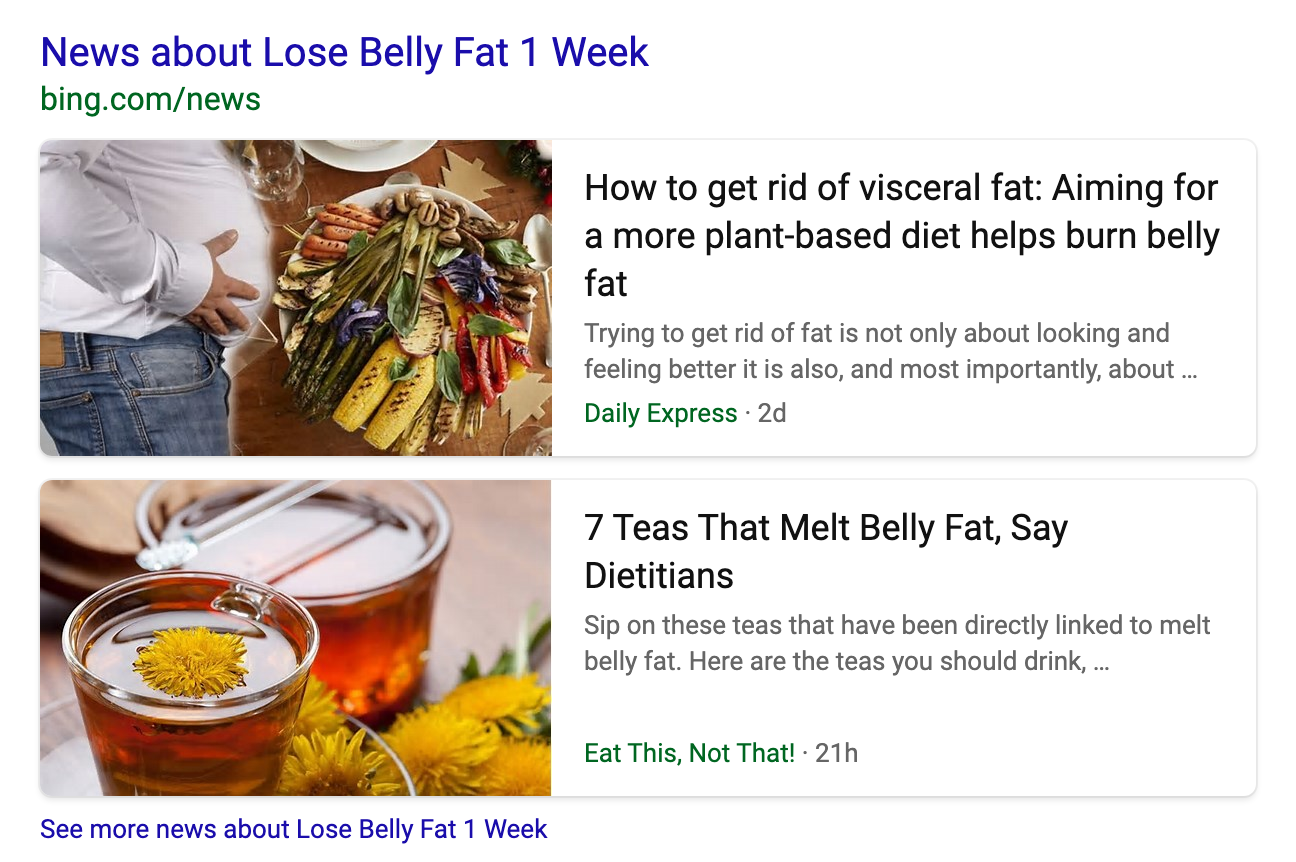 News about Lose Belly Fat 1 Week
bing.com/news
How to get rid of visceral fat: Aiming for
a more plant-based diet helps burn belly
fat
Trying to get rid of fat is not only about looking and
feeling better it is also, and most importantly, about ...
Daily Express · 2d
7 Teas That Melt Belly Fat, Say
Dietitians
Sip on these teas that have been directly linked to melt
belly fat. Here are the teas you should drink, ...
Eat This, Not That! · 21h
See more news about Lose Belly Fat 1 Week